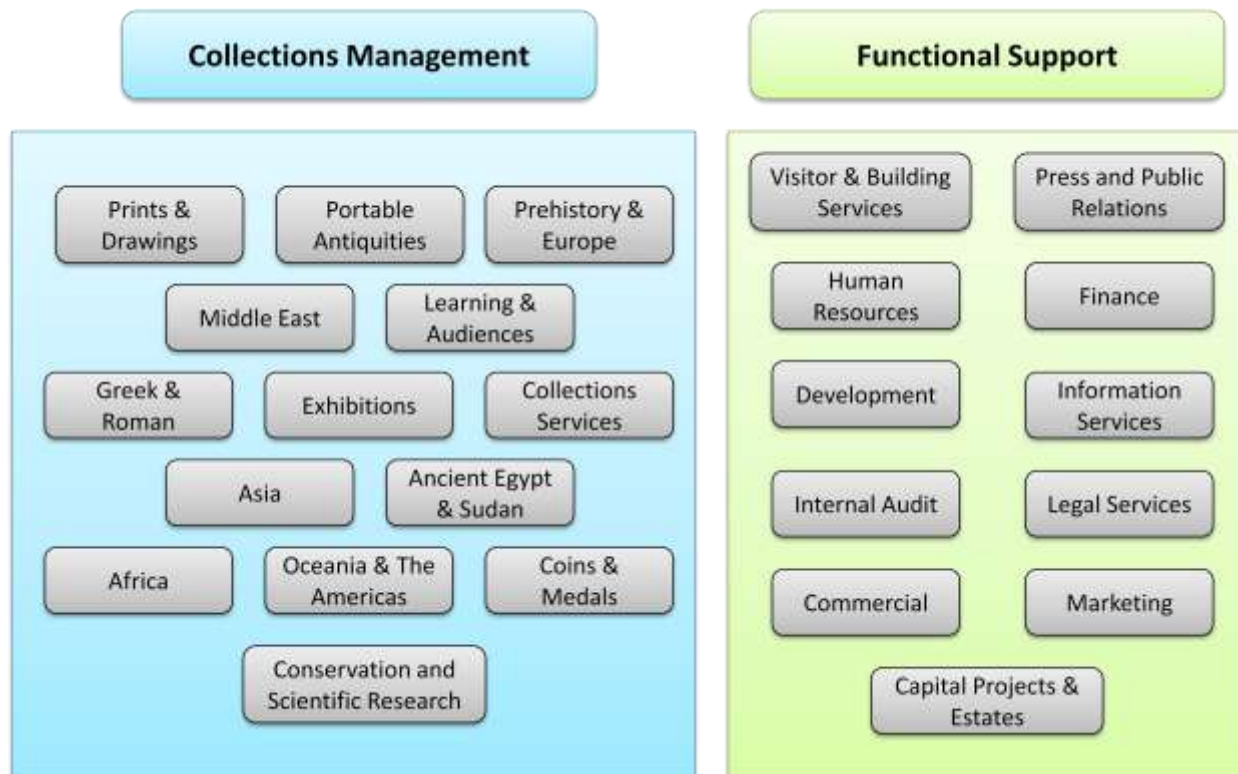 Collections Management
Functional Support
Prints &
Drawings
Portable
Antiquities
Prehistory &
Europe
Middle East
Learning &
Audiences
Greek &
Roman
Exhibitions
Collections
Services
Asia
Ancient Egypt
& Sudan
Africa
Oceania & The
Americas
Coins &
Medals
Conservation and
Scientific Research
Visitor & Building
Services
Press and Public
Relations
Human
Resources
Finance
Development
Information
Services
Internal Audit
Legal Services
Commercial
Marketing
Capital Projects &
Estates